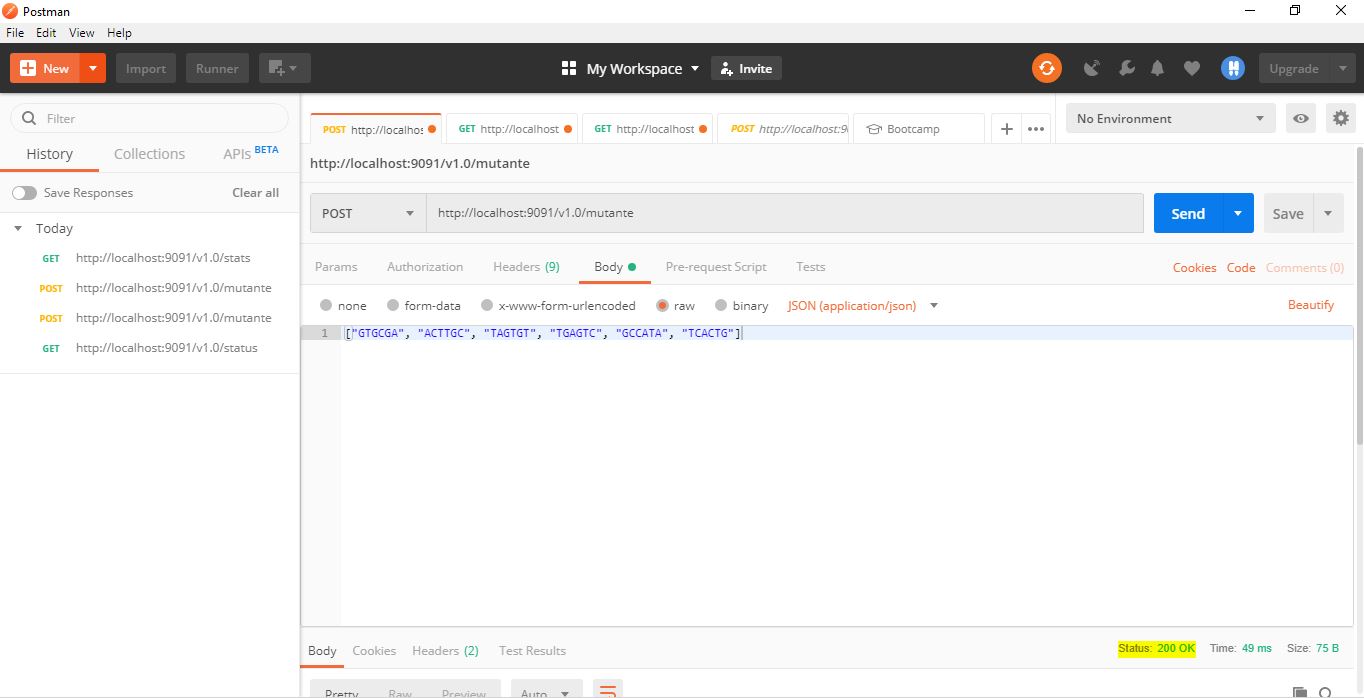 Postman
File Edit View Help
New Import Runner My Workspace Invite Upgrade
Filter
History Collections APIs BETA
Save Responses Clear all
Today
GET http://localhost:9091/v1.0/stats
POST http://localhost:9091/v1.0/mutante
POST http://localhost:9091/v1.0/mutante
GET http://localhost:9091/v1.0/status
POST http://localhos GET http://localhost GET http://localhost POST http://localhost:9 Bootcamp
No Environment
http://localhost:9091/v1.0/mutante
POST http://localhost:9091/v1.0/mutante Send Save
Params Authorization Headers (9) Body Pre-request Script Tests Cookies Code Comments (0)
none form-data x-www-form-urlencoded raw binary JSON (application/json) Beautify
1 ["GTGCGA", "ACTTGC", "TAGTGT", "TGAGTC", "GCCATA", "TCACTG"]
Body Cookies Headers (2) Test Results Status: 200 OK Time: 49 ms Size: 75 B
Pretty Raw Preview Auto